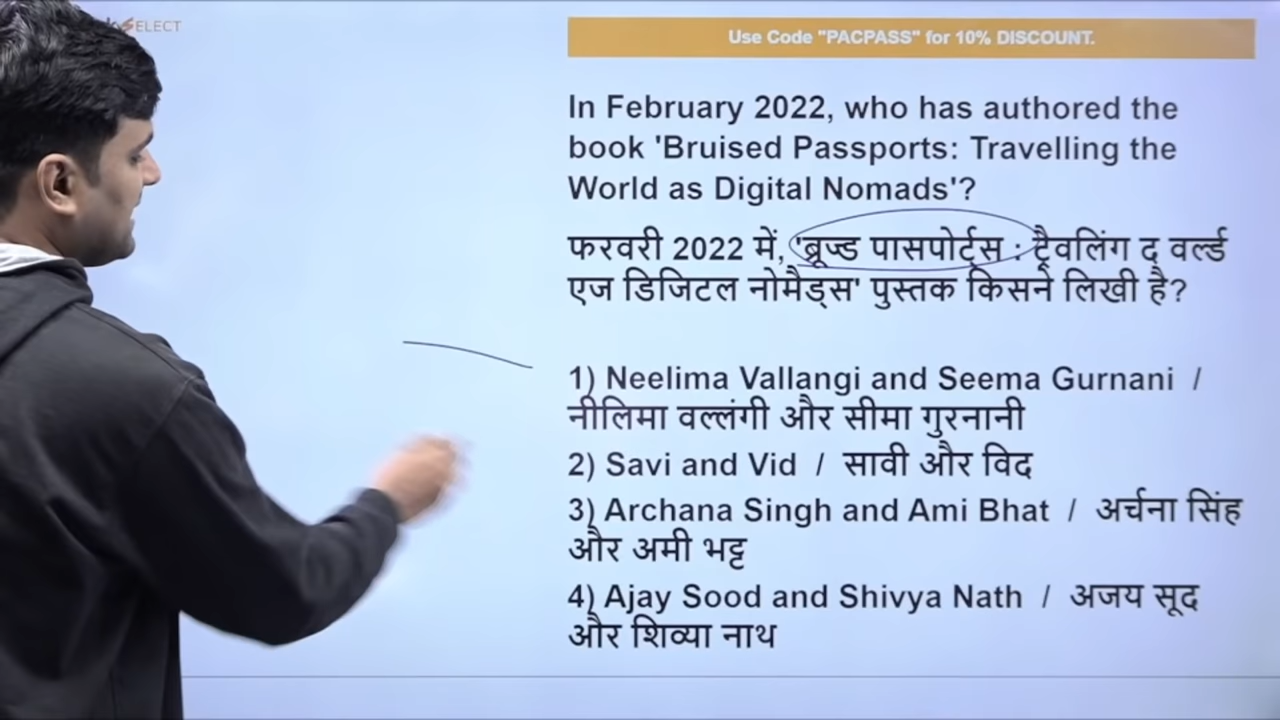 SELECT
Use Code "PACPASS" for 10% DISCOUNT.
In February 2022, who has authored the
book 'Bruised Passports: Travelling the
World as Digital Nomads'?
फरवरी 2022 में, 'ब्रूज्ड पासपोर्ट्स : ट्रैवलिंग द वर्ल्ड
एज डिजिटल नोमैड्स' पुस्तक किसने लिखी है?
1) Neelima Vallangi and Seema Gurnani /
नीलिमा वल्लंगी और सीमा गुरनानी
2) Savi and Vid / सावी और विद
3) Archana Singh and Ami Bhat / अर्चना सिंह
और अमी भट्ट
4) Ajay Sood and Shivya Nath / अजय सूद
और शिव्या नाथ